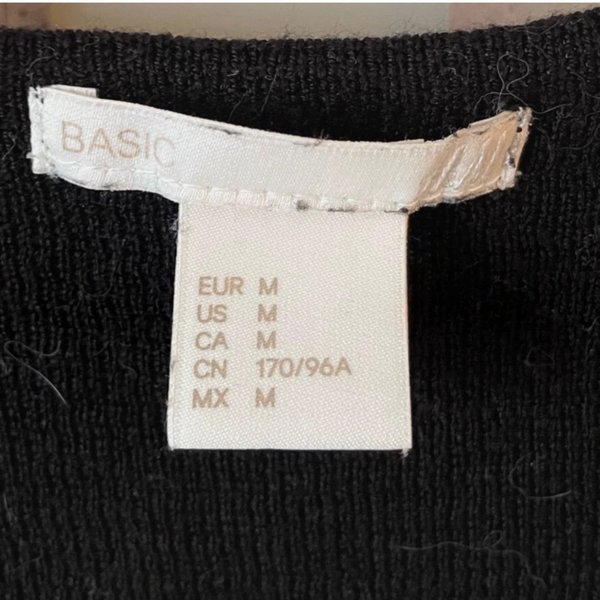 BASIC
EUR M
US M
CA M
CN 170/96A
MX M